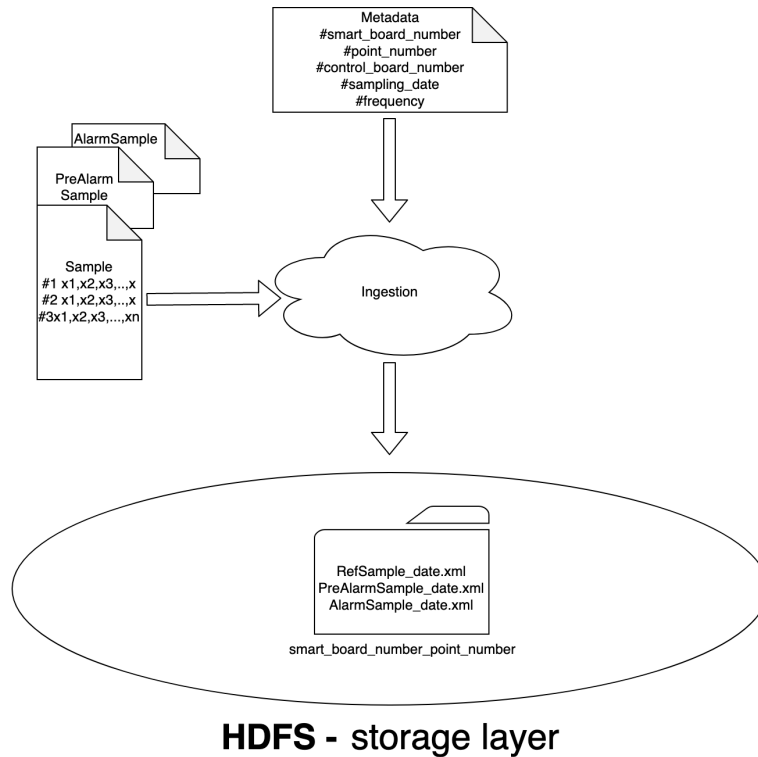 Metadata
#smart_board_number
#point_number
#control_board_number
#sampling_date
#frequency
AlarmSample
PreAlarm
Sample
Sample
#1 x1,x2,x3,..,x
#2 x1,x2,x3,..,x
#3x1,x2,x3,...,xn
Ingestion
RefSample_date.xml
PreAlarmSample_date.xml
AlarmSample_date.xml
smart_board_number_point_number
HDFS - storage layer